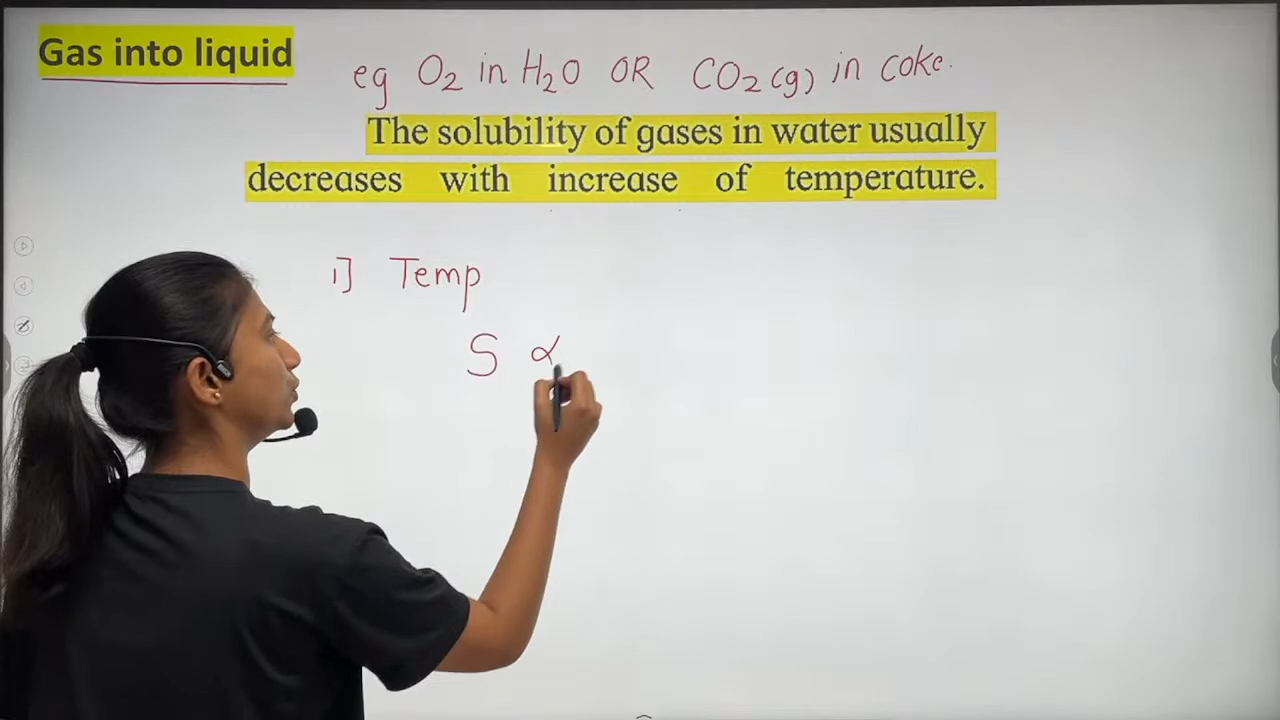 Gas into liquid
eg O₂ in H₂O OR CO₂(g) in coke.
The solubility of gases in water usually
decreases with increase of temperature.
1] Temp
S α